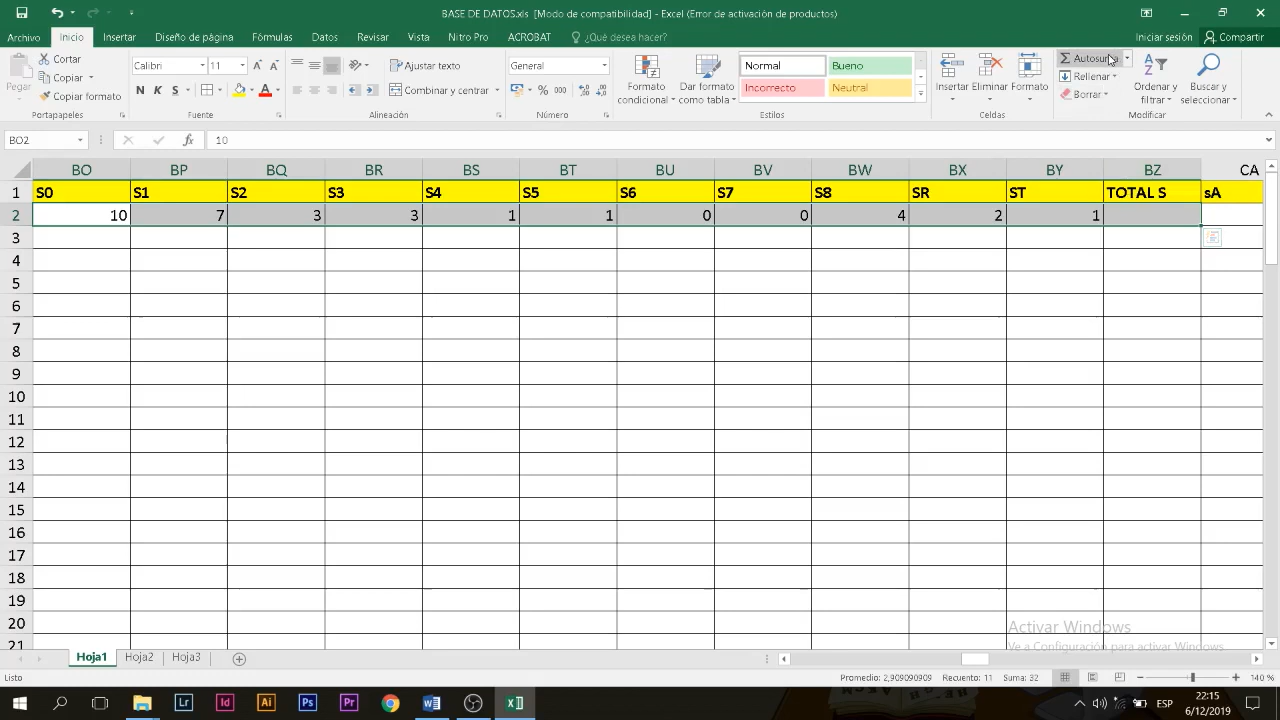 BASE DE DATOS.xls [Modo de compatibilidad] - Excel (Error de activación de productos)
Archivo Inicio Insertar Diseño de página Fórmulas Datos Revisar Vista Nitro Pro ACROBAT ¿Qué desea hacer? Iniciar sesión Compartir
Pegar Cortar Copiar Copiar formato Portapapeles
Calibri 11 N K S Fuente
Ajustar texto Combinar y centrar Alineación
General % 000 Número
Formato condicional Dar formato como tabla Normal Bueno Incorrecto Neutral Estilos
Insertar Eliminar Formato Celdas
Rellenar Borrar Ordenar y filtrar Buscar y seleccionar Modificar
BO2 fx 10
BO BP BQ BR BS BT BU BV BW BX BY BZ CA
1 S0 S1 S2 S3 S4 S5 S6 S7 S8 SR ST TOTAL S sA
2 10 7 3 3 1 1 0 0 4 2 1
3
4
5
6
7
8
9
10
11
12
13
14
15
16
17
18
19
20
21
Activar Windows
Ve a Configuración para activar Windows.
Hoja1 Hoja2 Hoja3
Listo Promedio: 2,909090909 Recuento: 11 Suma: 32 140 %
Lr Id Ai Ps Pr ESP 22:15
6/12/2019